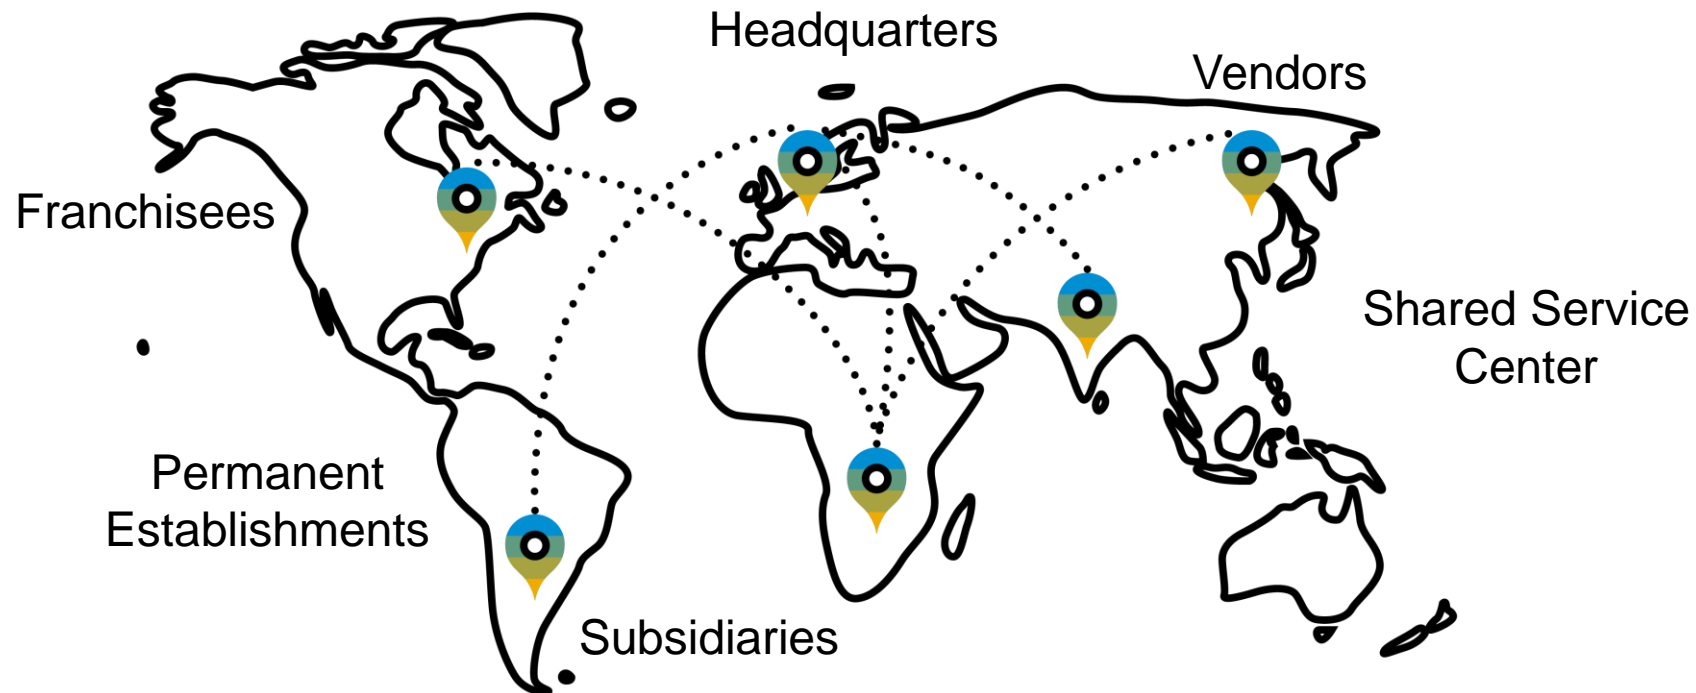 Headquarters
Vendors
Franchisees
Shared Service
Center
Permanent
Establishments
Subsidiaries